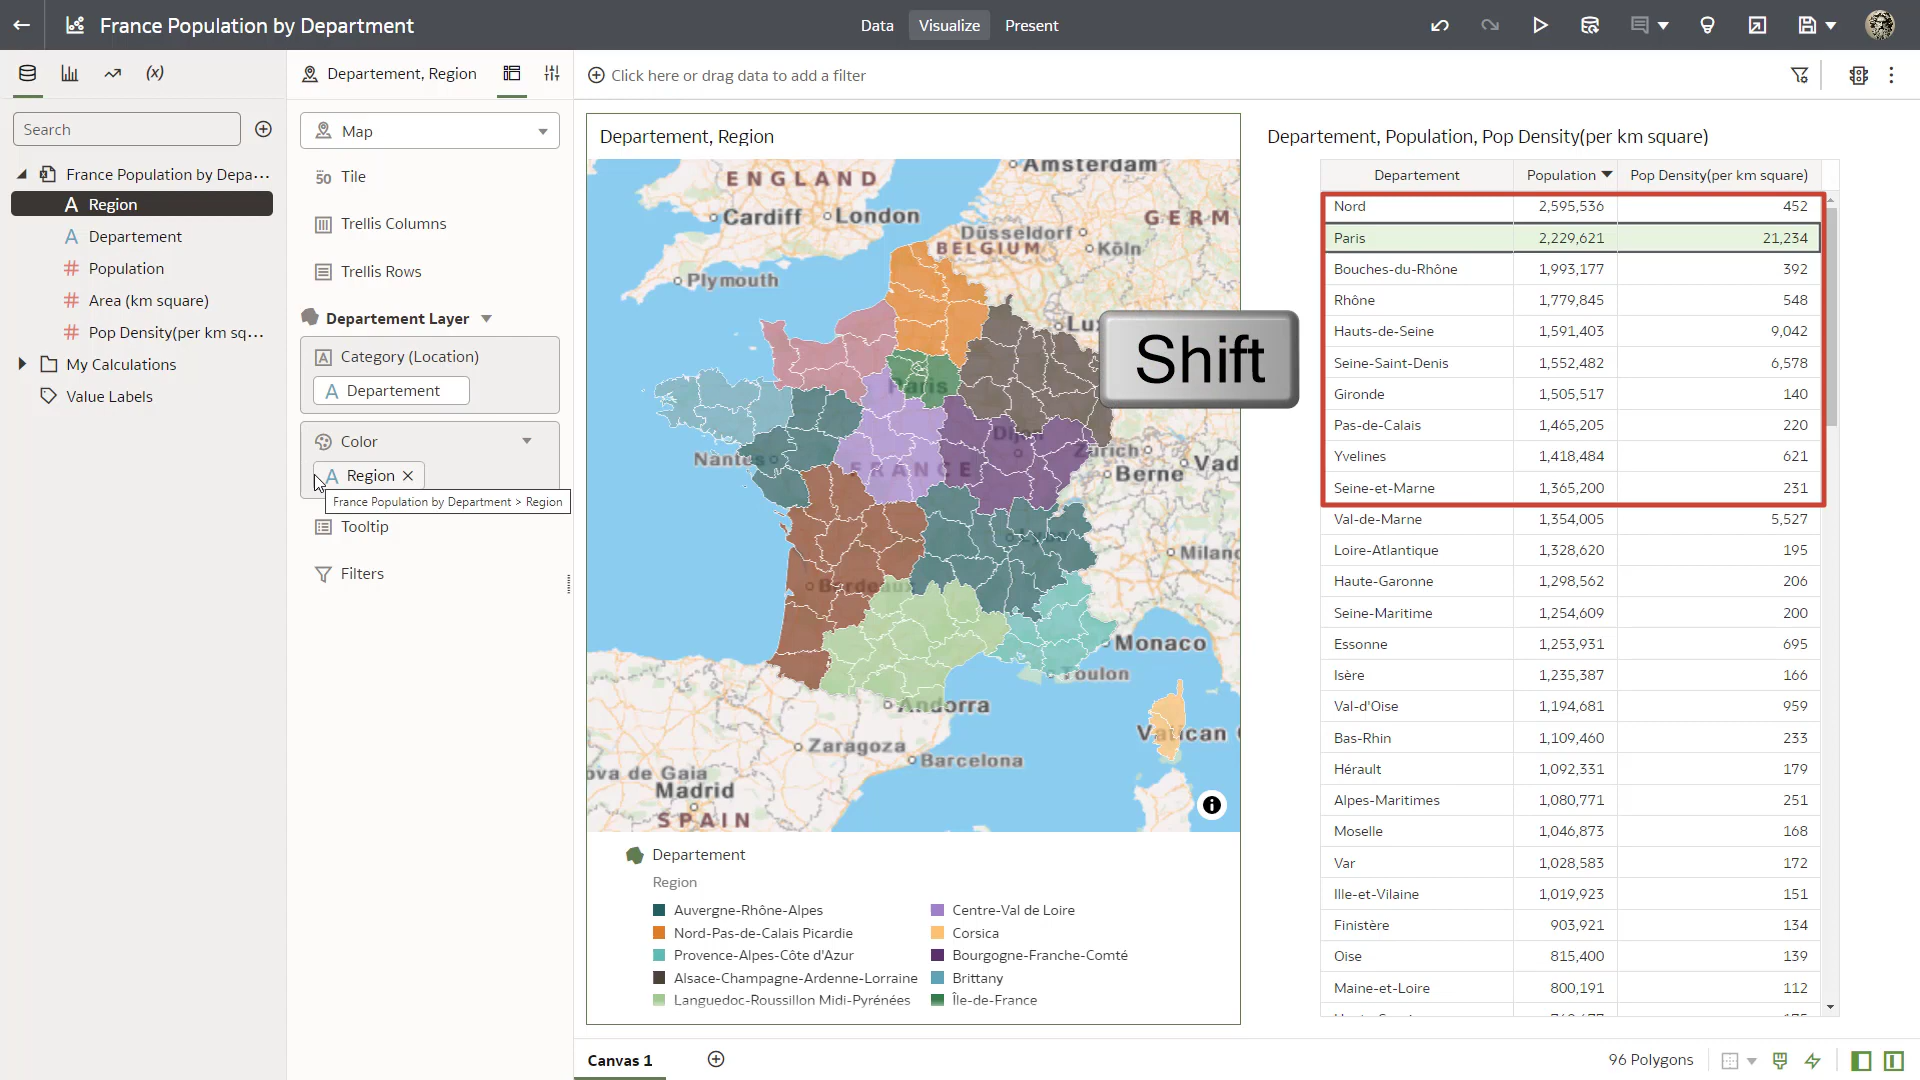 France Population by Department
Data
Visualize
Present
(x)
Departement, Region
Click here or drag data to add a filter
Search
France Population by Depa...
A Region
A Departement
# Population
# Area (km square)
# Pop Density(per km sq...
My Calculations
Value Labels
Map
50 Tile
Trellis Columns
Trellis Rows
Departement Layer
A Category (Location)
A Departement
Color
A Region
France Population by Department > Region
Tooltip
Filters
Departement, Region
Amsterdam
ENGLAND
Cardiff
London
GERM
Düsseldorf
BELGIUM
Köln
Plymouth
Lux
Shift
Paris
Dijon
Zürich
Vad
Nantes
FRANCE
Berne
Lyon
Milano
Bordeaux
Monaco
Toulon
Andorra
Vatican C
Zaragoza
Barcelona
ova de Gaia
Madrid
SPAIN
Departement
Region
Auvergne-Rhône-Alpes
Centre-Val de Loire
Nord-Pas-de-Calais Picardie
Corsica
Provence-Alpes-Côte d'Azur
Bourgogne-Franche-Comté
Alsace-Champagne-Ardenne-Lorraine
Brittany
Languedoc-Roussillon Midi-Pyrénées
Île-de-France
Departement, Population, Pop Density(per km square)
Departement Population Pop Density(per km square)
Nord 2,595,536 452
Paris 2,229,621 21,234
Bouches-du-Rhône 1,993,177 392
Rhône 1,779,845 548
Hauts-de-Seine 1,591,403 9,042
Seine-Saint-Denis 1,552,482 6,578
Gironde 1,505,517 140
Pas-de-Calais 1,465,205 220
Yvelines 1,418,484 621
Seine-et-Marne 1,365,200 231
Val-de-Marne 1,354,005 5,527
Loire-Atlantique 1,328,620 195
Haute-Garonne 1,298,562 206
Seine-Maritime 1,254,609 200
Essonne 1,253,931 695
Isère 1,235,387 166
Val-d'Oise 1,194,681 959
Bas-Rhin 1,109,460 233
Hérault 1,092,331 179
Alpes-Maritimes 1,080,771 251
Moselle 1,046,873 168
Var 1,028,583 172
Ille-et-Vilaine 1,019,923 151
Finistère 903,921 134
Oise 815,400 139
Maine-et-Loire 800,191 112
Canvas 1
96 Polygons